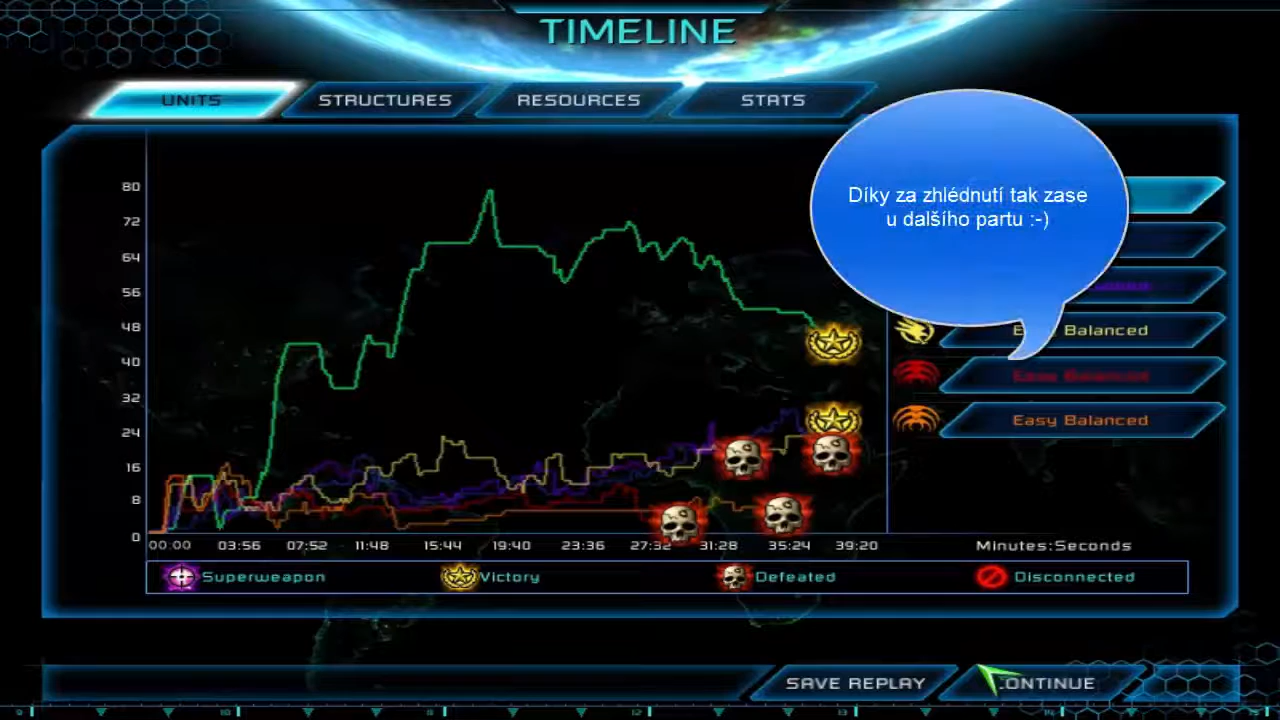 TIMELINE
UNITS
STRUCTURES
RESOURCES
STATS
Díky za zhlédnutí tak zase
u dalšího partu :-)
80
72
64
56
48
40
32
24
16
8
0
Balanced
Easy Balanced
Easy Balanced
00:00 03:56 07:52 11:48 15:44 19:40 23:36 27:32 31:28 35:24 39:20 Minutes:Seconds
Superweapon Victory Defeated Disconnected
SAVE REPLAY
CONTINUE